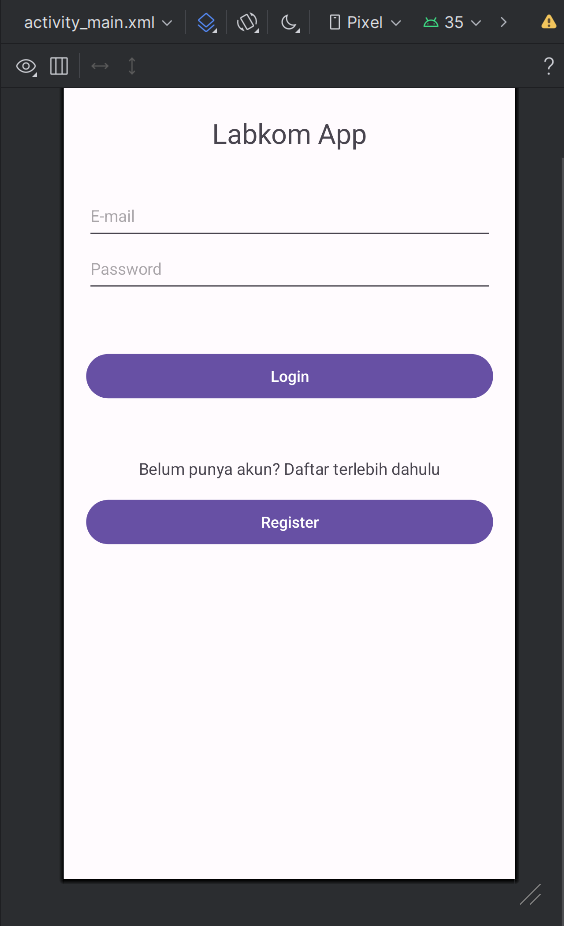 activity_main.xml Pixel 35
?
Labkom App
E-mail
Password
Login
Belum punya akun? Daftar terlebih dahulu
Register